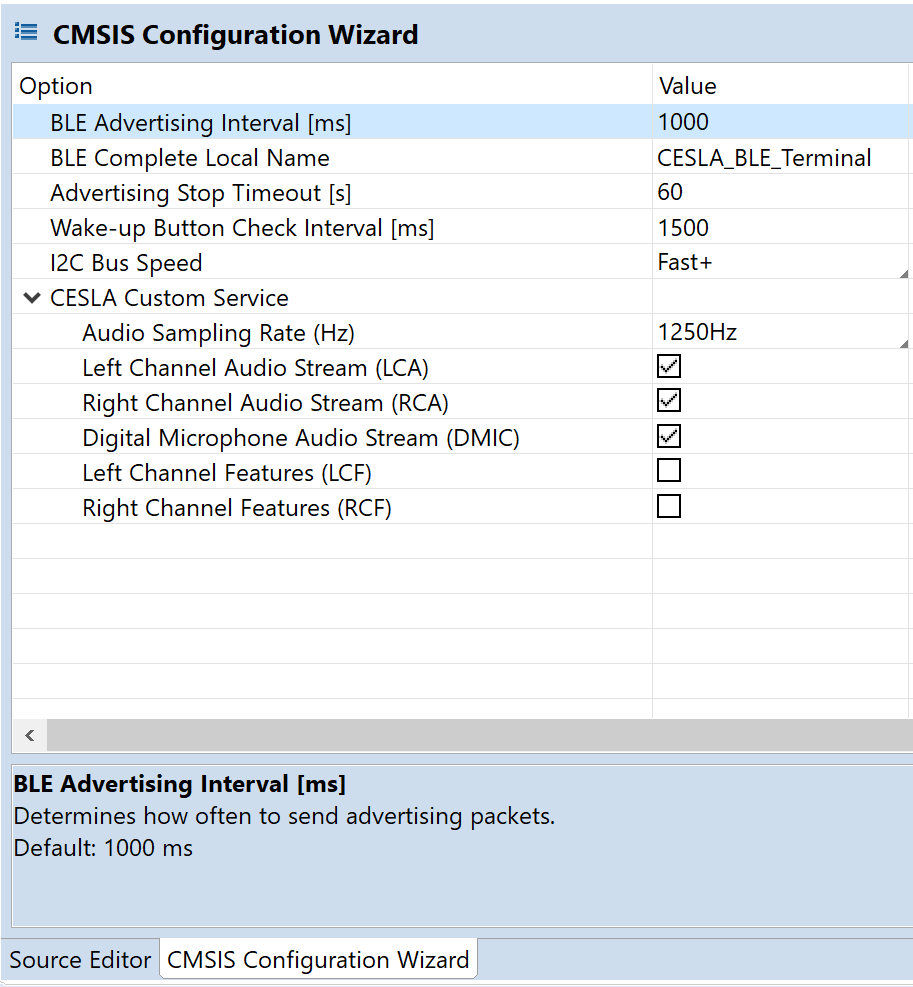 CMSIS Configuration Wizard
Option Value
BLE Advertising Interval [ms] 1000
BLE Complete Local Name CESLA_BLE_Terminal
Advertising Stop Timeout [s] 60
Wake-up Button Check Interval [ms] 1500
I2C Bus Speed Fast+
CESLA Custom Service
Audio Sampling Rate (Hz) 1250Hz
Left Channel Audio Stream (LCA)
Right Channel Audio Stream (RCA)
Digital Microphone Audio Stream (DMIC)
Left Channel Features (LCF)
Right Channel Features (RCF)
BLE Advertising Interval [ms]
Determines how often to send advertising packets.
Default: 1000 ms
Source Editor CMSIS Configuration Wizard